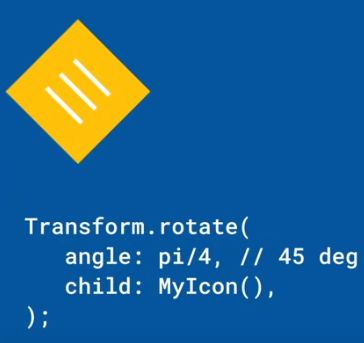 Transform.rotate(
angle: pi/4, // 45 deg
child: MyIcon(),
);